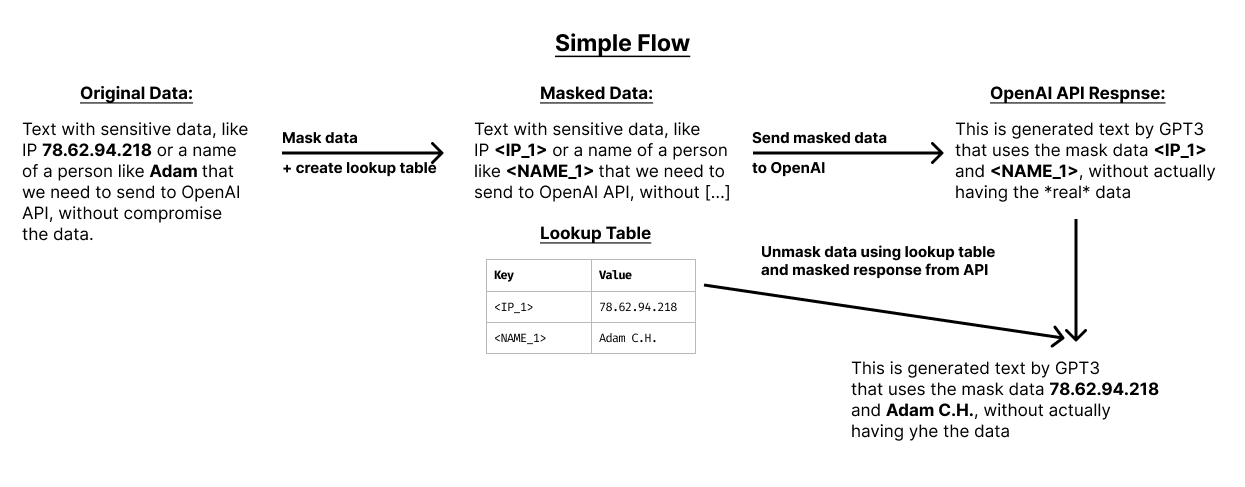 Simple Flow
Original Data:
Text with sensitive data, like
IP 78.62.94.218 or a name
of a person like Adam that
we need to send to OpenAI
API, without compromise
the data.
Mask data
+ create lookup table
Masked Data:
Text with sensitive data, like
IP <IP_1> or a name of a person
like <NAME_1> that we need to
send to OpenAI API, without [...]
Send masked data
to OpenAI
OpenAI API Respnse:
This is generated text by GPT3
that uses the mask data <IP_1>
and <NAME_1>, without actually
having the *real* data
Lookup Table
Key Value
<IP_1> 78.62.94.218
<NAME_1> Adam C.H.
Unmask data using lookup table
and masked response from API
This is generated text by GPT3
that uses the mask data 78.62.94.218
and Adam C.H., without actually
having yhe the data